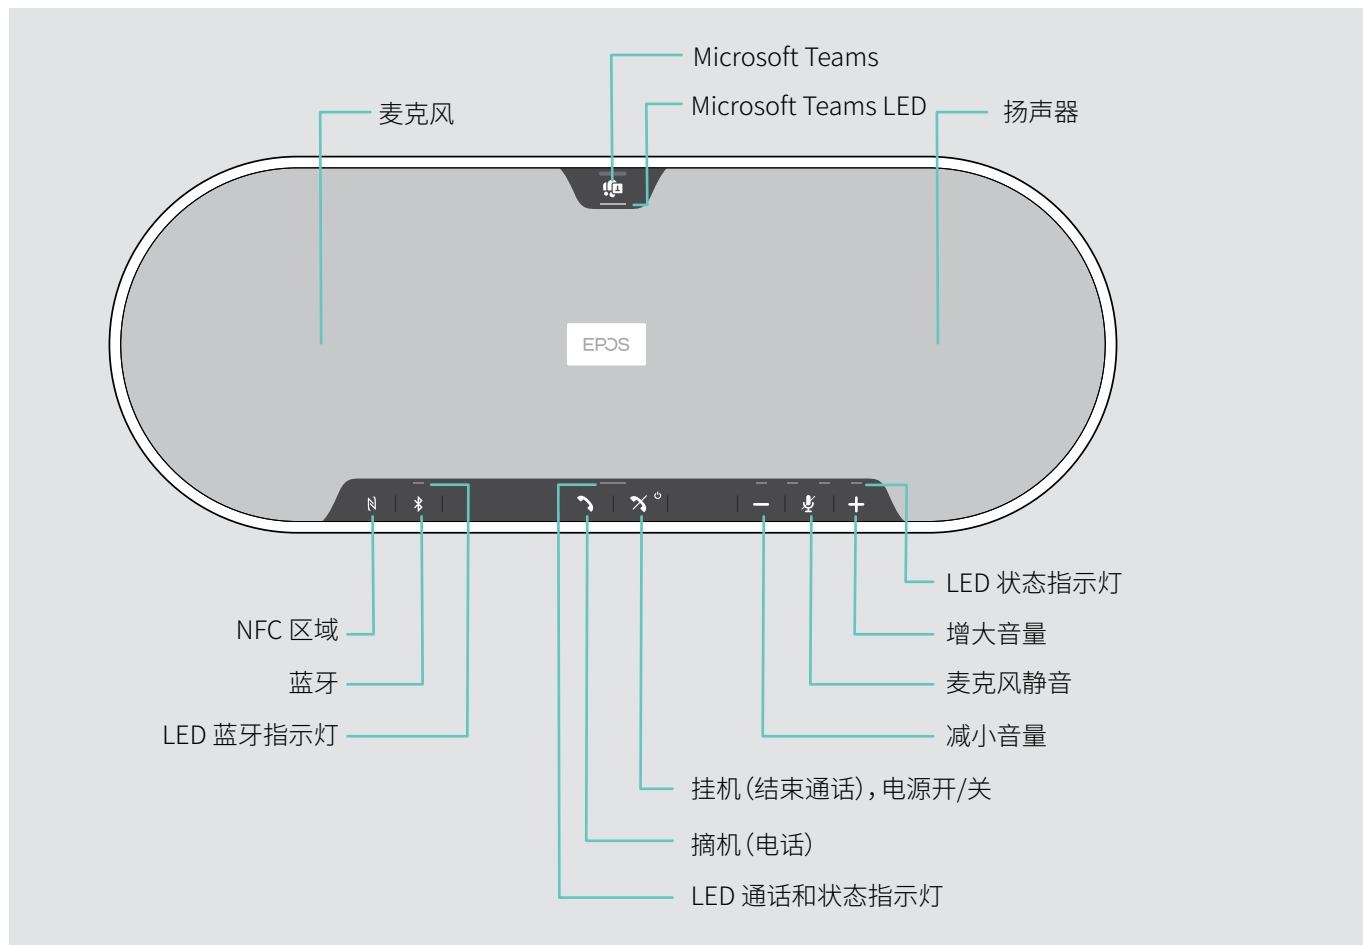 Microsoft Teams
Microsoft Teams LED
麦克风
扬声器
EPOS
LED 状态指示灯
NFC 区域
增大音量
蓝牙
麦克风静音
LED 蓝牙指示灯
减小音量
挂机（结束通话），电源开/关
摘机（电话）
LED 通话和状态指示灯